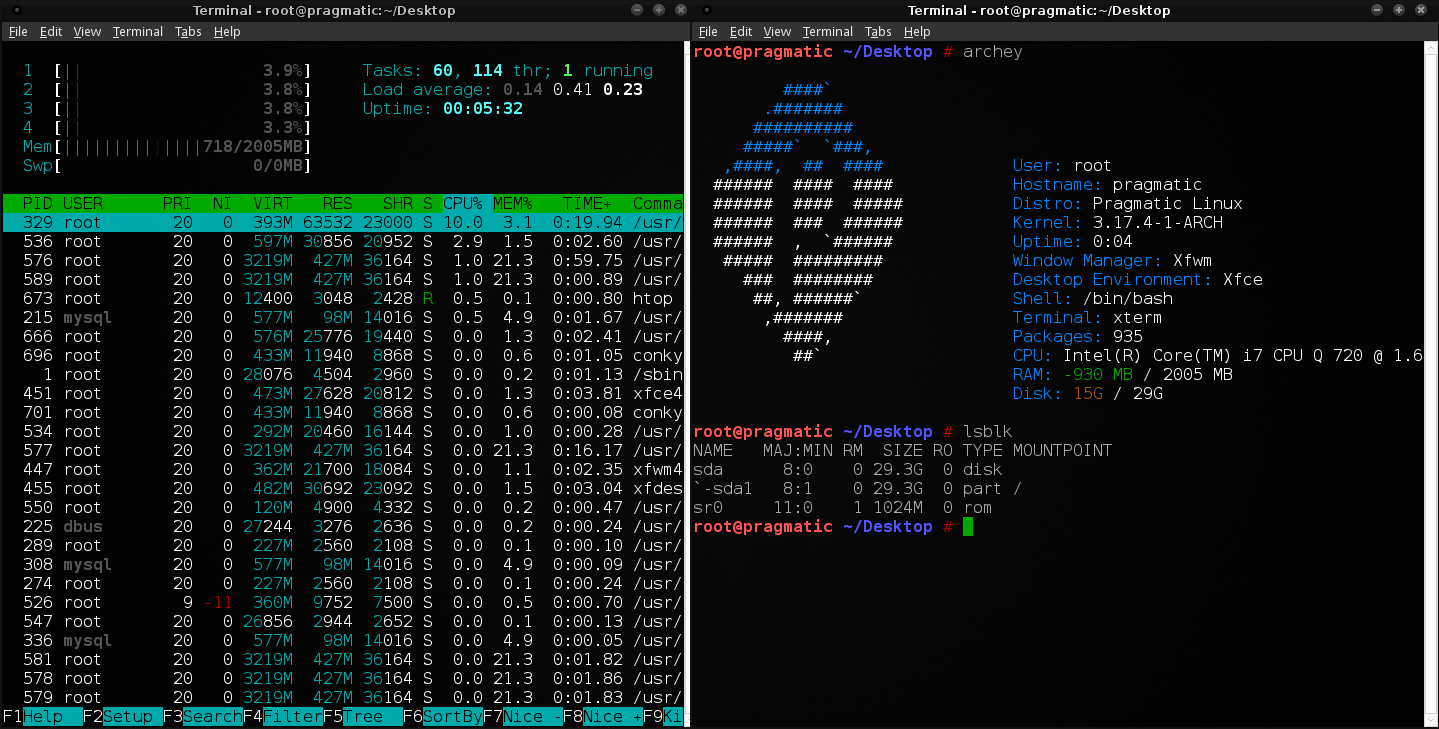 Terminal - root@pragmatic:~/Desktop
File Edit View Terminal Tabs Help
1 [|| 3.9%] Tasks: 60, 114 thr; 1 running
2 [|| 3.8%] Load average: 0.14 0.41 0.23
3 [|| 3.8%] Uptime: 00:05:32
4 [|| 3.3%]
Mem[||||||||||||||718/2005MB]
Swp[ 0/0MB]
PID USER PRI NI VIRT RES SHR S CPU% MEM% TIME+ Comma
329 root 20 0 393M 63532 23000 S 10.0 3.1 0:19.94 /usr/
536 root 20 0 597M 30856 20952 S 2.9 1.5 0:02.60 /usr/
576 root 20 0 3219M 427M 36164 S 1.0 21.3 0:59.75 /usr/
589 root 20 0 3219M 427M 36164 S 1.0 21.3 0:00.89 /usr/
673 root 20 0 12400 3048 2428 R 0.5 0.1 0:00.80 htop
215 mysql 20 0 577M 98M 14016 S 0.5 4.9 0:01.67 /usr/
666 root 20 0 576M 25776 19440 S 0.0 1.3 0:02.41 /usr/
696 root 20 0 433M 11940 8868 S 0.0 0.6 0:01.05 conky
1 root 20 0 28076 4504 2960 S 0.0 0.2 0:01.13 /sbin
451 root 20 0 473M 27628 20812 S 0.0 1.3 0:03.81 xfce4
701 root 20 0 433M 11940 8868 S 0.0 0.6 0:00.08 conky
534 root 20 0 292M 20460 16144 S 0.0 1.0 0:00.28 /usr/
577 root 20 0 3219M 427M 36164 S 0.0 21.3 0:16.17 /usr/
447 root 20 0 362M 21700 18084 S 0.0 1.1 0:02.35 xfwm4
455 root 20 0 482M 30692 23092 S 0.0 1.5 0:03.04 xfdes
550 root 20 0 120M 4900 4332 S 0.0 0.2 0:00.47 /usr/
225 dbus 20 0 27244 3276 2636 S 0.0 0.2 0:00.24 /usr/
289 root 20 0 227M 2560 2108 S 0.0 0.1 0:00.10 /usr/
308 mysql 20 0 577M 98M 14016 S 0.0 4.9 0:00.09 /usr/
274 root 20 0 227M 2560 2108 S 0.0 0.1 0:00.24 /usr/
526 root 9 -11 360M 9752 7500 S 0.0 0.5 0:00.70 /usr/
547 root 20 0 26856 2944 2652 S 0.0 0.1 0:00.13 /usr/
336 mysql 20 0 577M 98M 14016 S 0.0 4.9 0:00.05 /usr/
581 root 20 0 3219M 427M 36164 S 0.0 21.3 0:01.82 /usr/
578 root 20 0 3219M 427M 36164 S 0.0 21.3 0:01.86 /usr/
579 root 20 0 3219M 427M 36164 S 0.0 21.3 0:01.83 /usr/
F1Help F2Setup F3SearchF4FilterF5Tree F6SortByF7Nice -F8Nice +F9Ki
Terminal - root@pragmatic:~/Desktop
File Edit View Terminal Tabs Help
root@pragmatic ~/Desktop # archey
####`
.#######
##########
#####` `###,
,####, ## ####
###### #### ####
###### #### #####
###### ### ######
###### , `######
##### #########
### ########
##, ######`
,#######
####,
##`
User: root
Hostname: pragmatic
Distro: Pragmatic Linux
Kernel: 3.17.4-1-ARCH
Uptime: 0:04
Window Manager: Xfwm
Desktop Environment: Xfce
Shell: /bin/bash
Terminal: xterm
Packages: 935
CPU: Intel(R) Core(TM) i7 CPU Q 720 @ 1.6
RAM: -930 MB / 2005 MB
Disk: 15G / 29G
root@pragmatic ~/Desktop # lsblk
NAME MAJ:MIN RM SIZE RO TYPE MOUNTPOINT
sda 8:0 0 29.3G 0 disk
`-sda1 8:1 0 29.3G 0 part /
sr0 11:0 1 1024M 0 rom
root@pragmatic ~/Desktop #